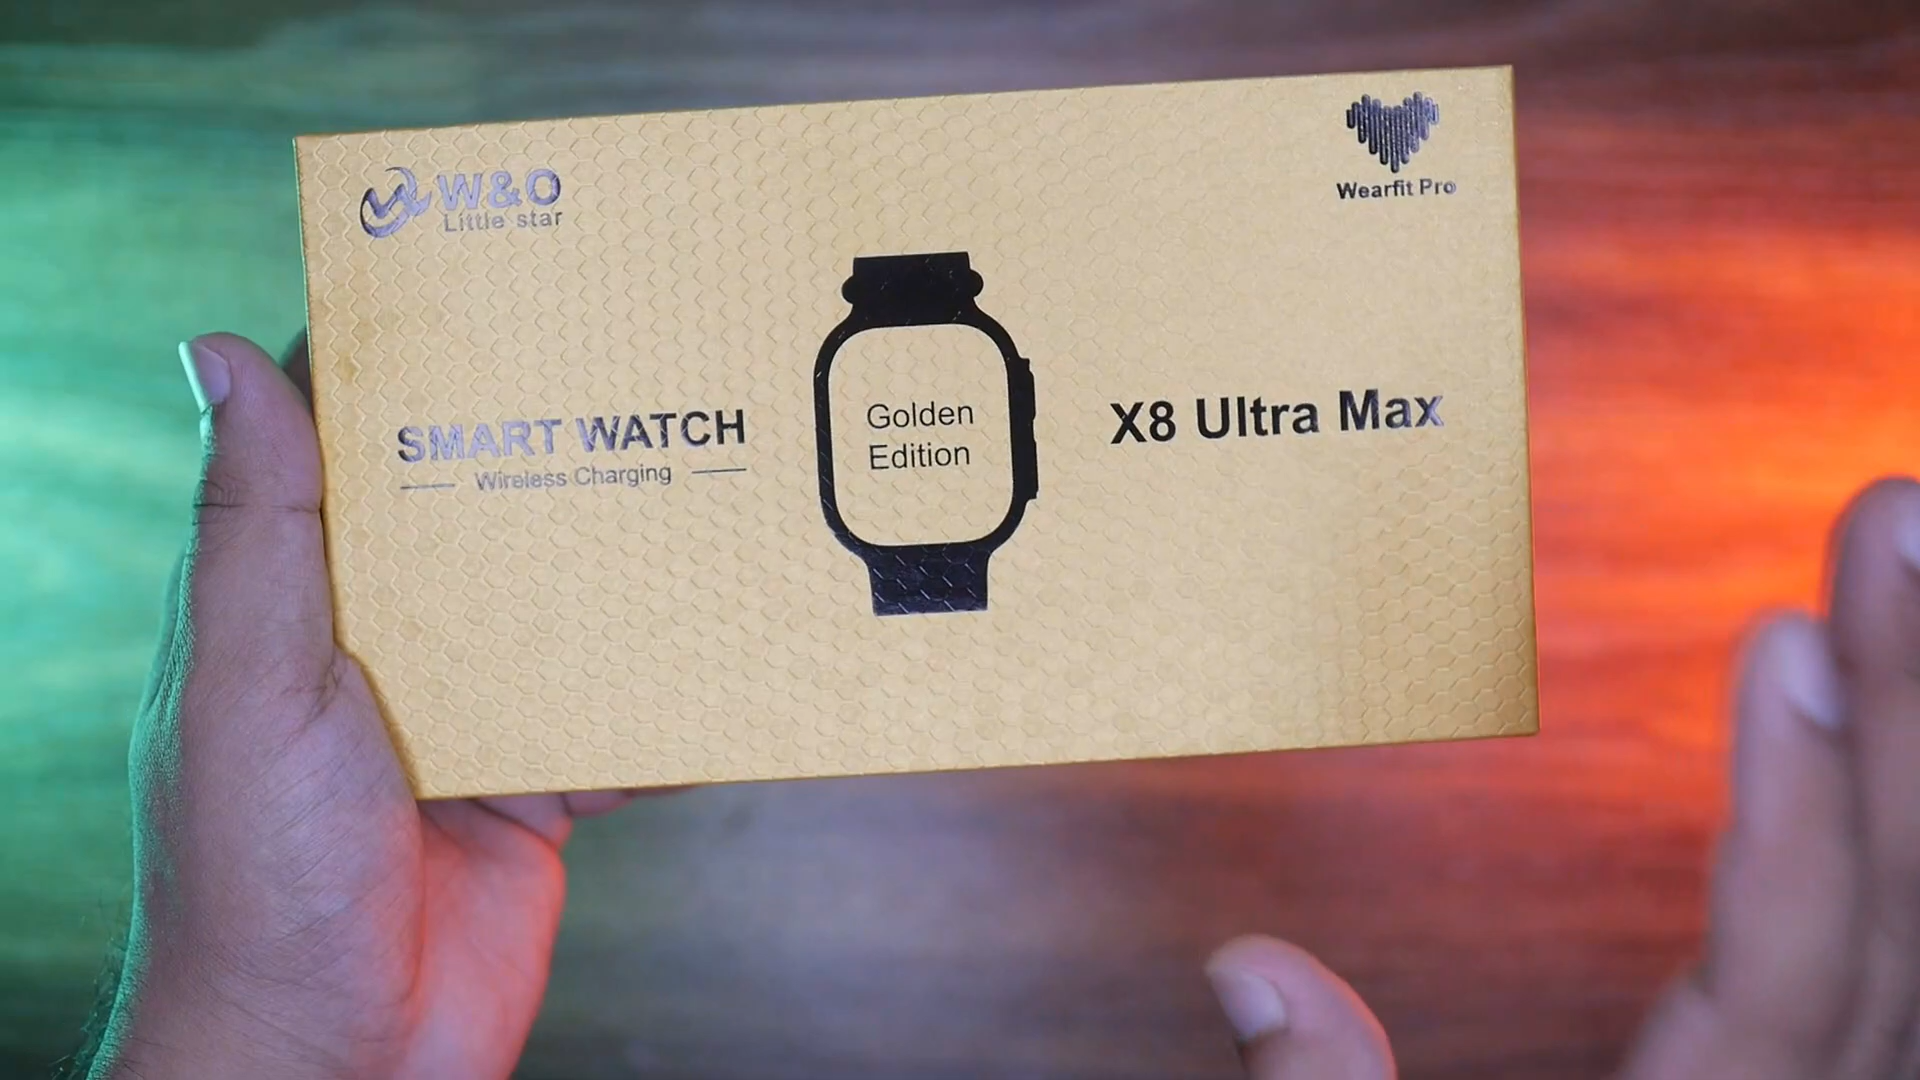 W&O
Little star
Wearfit Pro
SMART WATCH
Wireless Charging
Golden
Edition
X8 Ultra Max